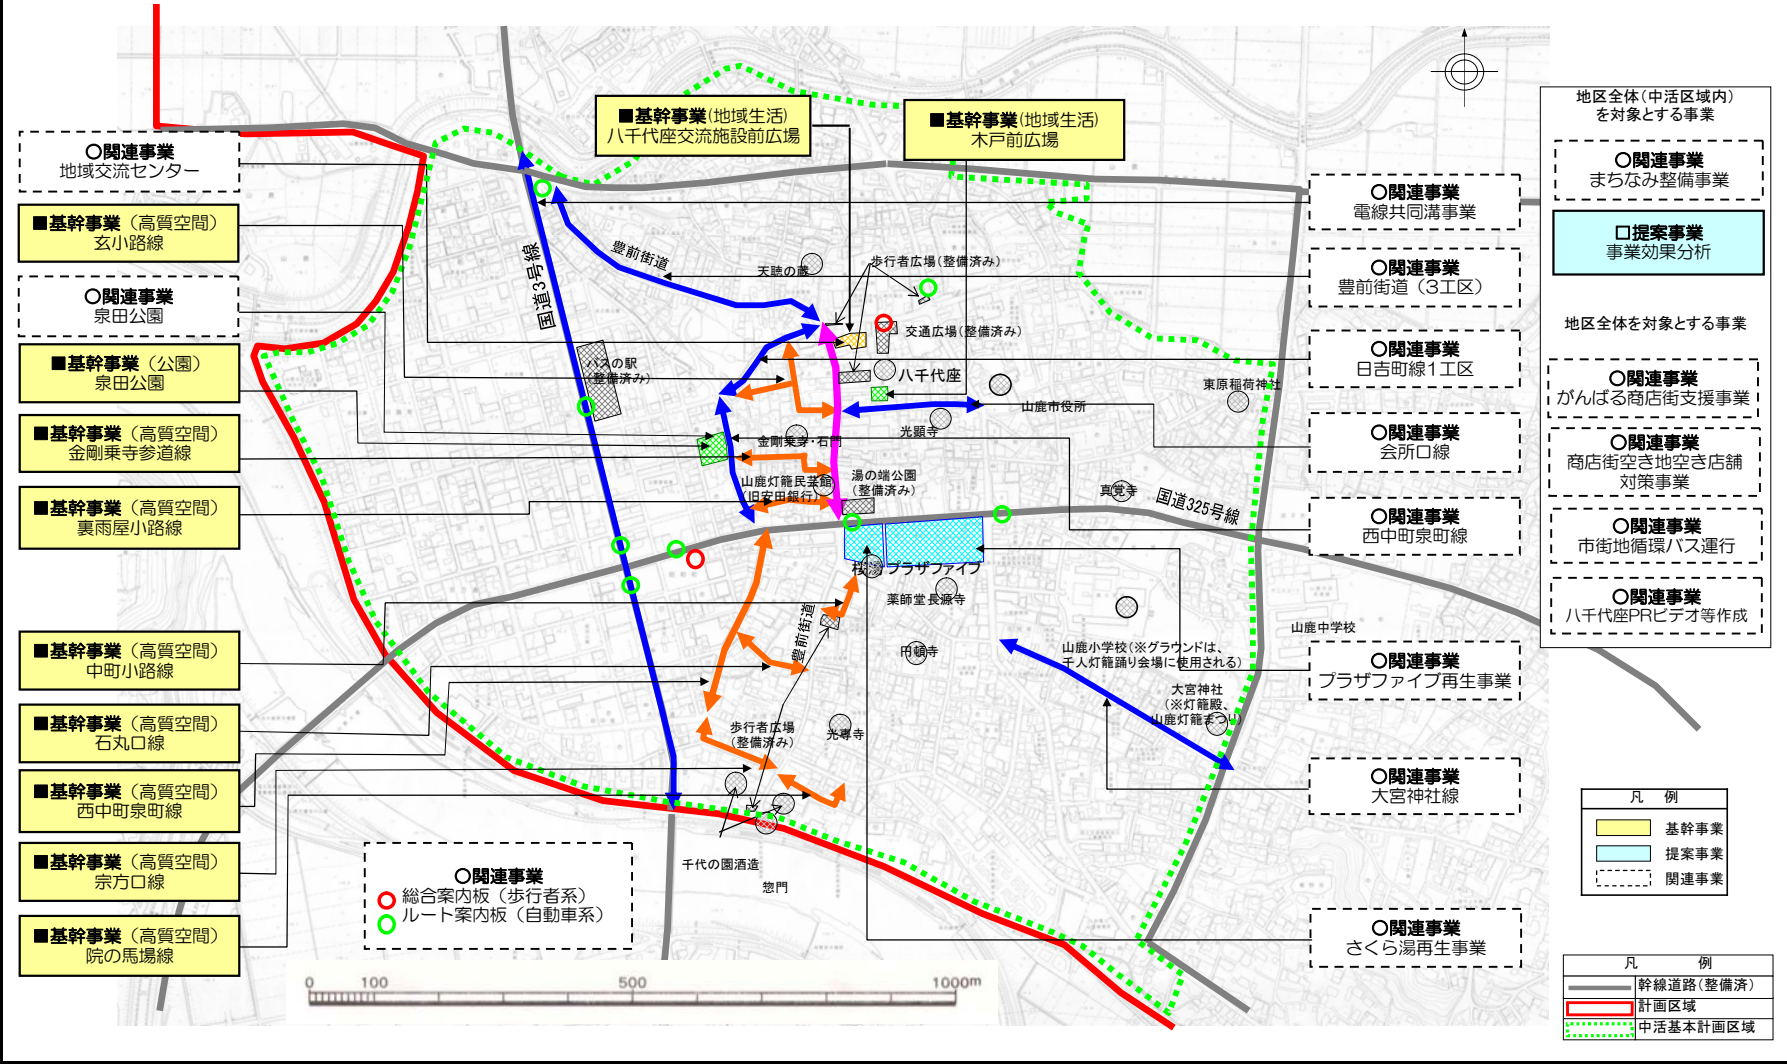 ■基幹事業(地域生活)
八千代座交流施設前広場
■基幹事業(地域生活)
木戸前広場
○関連事業
地域交流センター
■基幹事業（高質空間）
玄小路線
○関連事業
泉田公園
■基幹事業（公園）
泉田公園
■基幹事業（高質空間）
金剛乗寺参道線
■基幹事業（高質空間）
裏雨屋小路線
■基幹事業（高質空間）
中町小路線
■基幹事業（高質空間）
石丸口線
■基幹事業（高質空間）
西中町泉町線
■基幹事業（高質空間）
宗方口線
■基幹事業（高質空間）
院の馬場線
国道3号線
豊前街道
天聴の蔵
歩行者広場(整備済み)
交通広場(整備済み)
バスの駅
(整備済み)
八千代座
山鹿市役所
東原稲荷神社
光顕寺
金剛乗寺・石門
山鹿灯籠民芸館
(旧安田銀行)
湯の端公園
(整備済み)
真覚寺
国道325号線
桜湯 プラザファイブ
薬師堂 長源寺
豊前街道
円頓寺
山鹿小学校(※グラウンドは、
千人灯籠踊り会場に使用される)
山鹿中学校
大宮神社
(※灯籠殿、
山鹿灯籠まつり)
歩行者広場
(整備済み)
光専寺
千代の園酒造
惣門
○関連事業
総合案内板（歩行者系）
ルート案内板（自動車系）
0 100 500 1000m
○関連事業
電線共同溝事業
○関連事業
豊前街道（3工区）
○関連事業
日吉町線1工区
○関連事業
会所口線
○関連事業
西中町泉町線
○関連事業
プラザファイブ再生事業
○関連事業
大宮神社線
○関連事業
さくら湯再生事業
地区全体(中活区域内)
を対象とする事業
○関連事業
まちなみ整備事業
□提案事業
事業効果分析
地区全体を対象とする事業
○関連事業
がんばる商店街支援事業
○関連事業
商店街空き地空き店舗
対策事業
○関連事業
市街地循環バス運行
○関連事業
八千代座PRビデオ等作成
凡 例
基幹事業
提案事業
関連事業
凡 例
幹線道路(整備済)
計画区域
中活基本計画区域